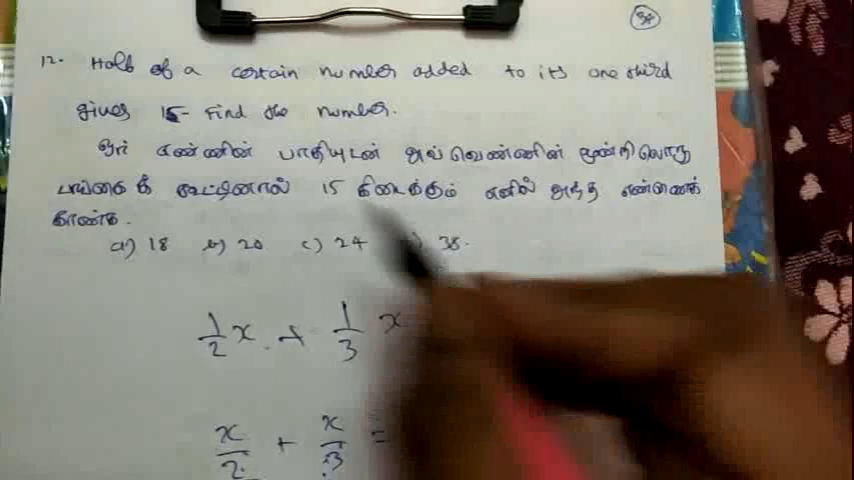 38
12. Half of a certain number added to its one third
gives 15. Find the number.
ஓர் எண்ணின் பாதியுடன் அவ்வெண்ணின் மூன்றிலொரு
பங்கைக் கூட்டினால் 15 கிடைக்கும் எனில் அந்த எண்ணைக்
காண்க.
a) 18 b) 20 c) 24 ) 38.
1/2 x + 1/3 x
x/2 + x/3 =